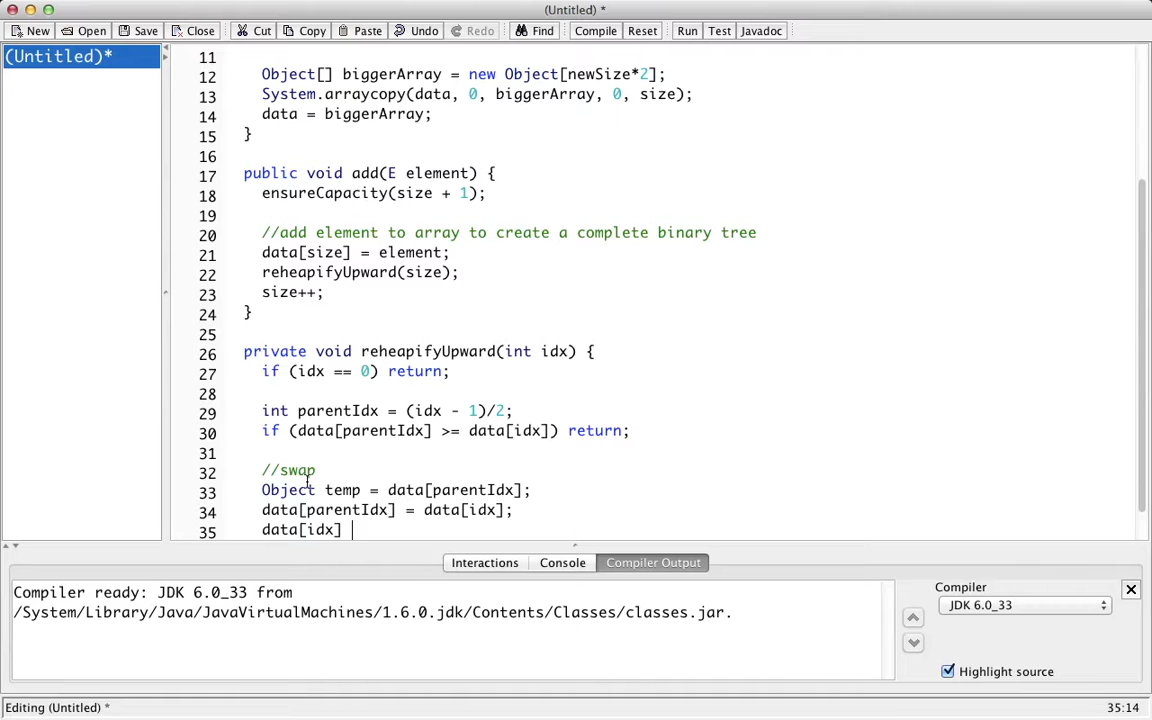 (Untitled) *
New Open Save Close Cut Copy Paste Undo Redo Find Compile Reset Run Test Javadoc
(Untitled)*
11
12 Object[] biggerArray = new Object[newSize*2];
13 System.arraycopy(data, 0, biggerArray, 0, size);
14 data = biggerArray;
15 }
16
17 public void add(E element) {
18 ensureCapacity(size + 1);
19
20 //add element to array to create a complete binary tree
21 data[size] = element;
22 reheapifyUpward(size);
23 size++;
24 }
25
26 private void reheapifyUpward(int idx) {
27 if (idx == 0) return;
28
29 int parentIdx = (idx - 1)/2;
30 if (data[parentIdx] >= data[idx]) return;
31
32 //swap
33 Object temp = data[parentIdx];
34 data[parentIdx] = data[idx];
35 data[idx]
Interactions Console Compiler Output
Compiler ready: JDK 6.0_33 from
/System/Library/Java/JavaVirtualMachines/1.6.0.jdk/Contents/Classes/classes.jar.
Compiler
JDK 6.0_33
Highlight source
Editing (Untitled) *
35:14